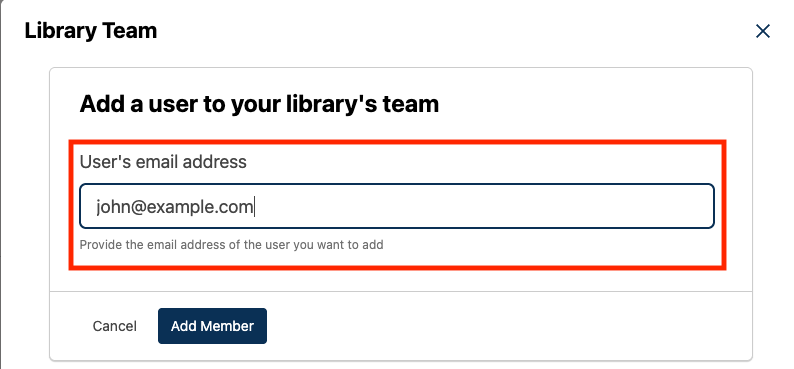 Library Team
Add a user to your library's team
User's email address
john@example.com
Provide the email address of the user you want to add
Cancel
Add Member